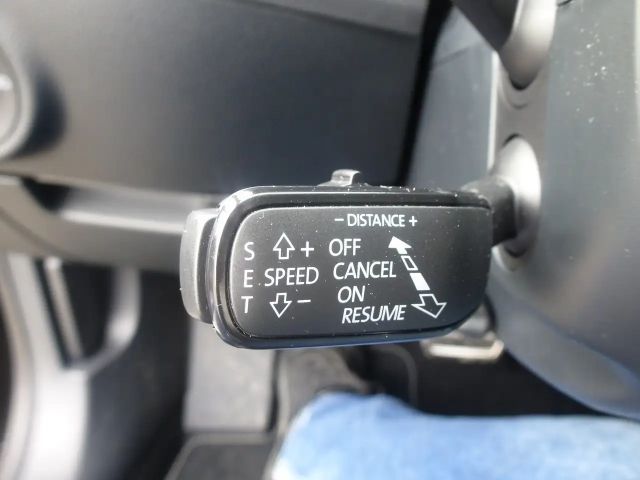 - DISTANCE +
S + OFF
E SPEED CANCEL
T - ON
RESUME